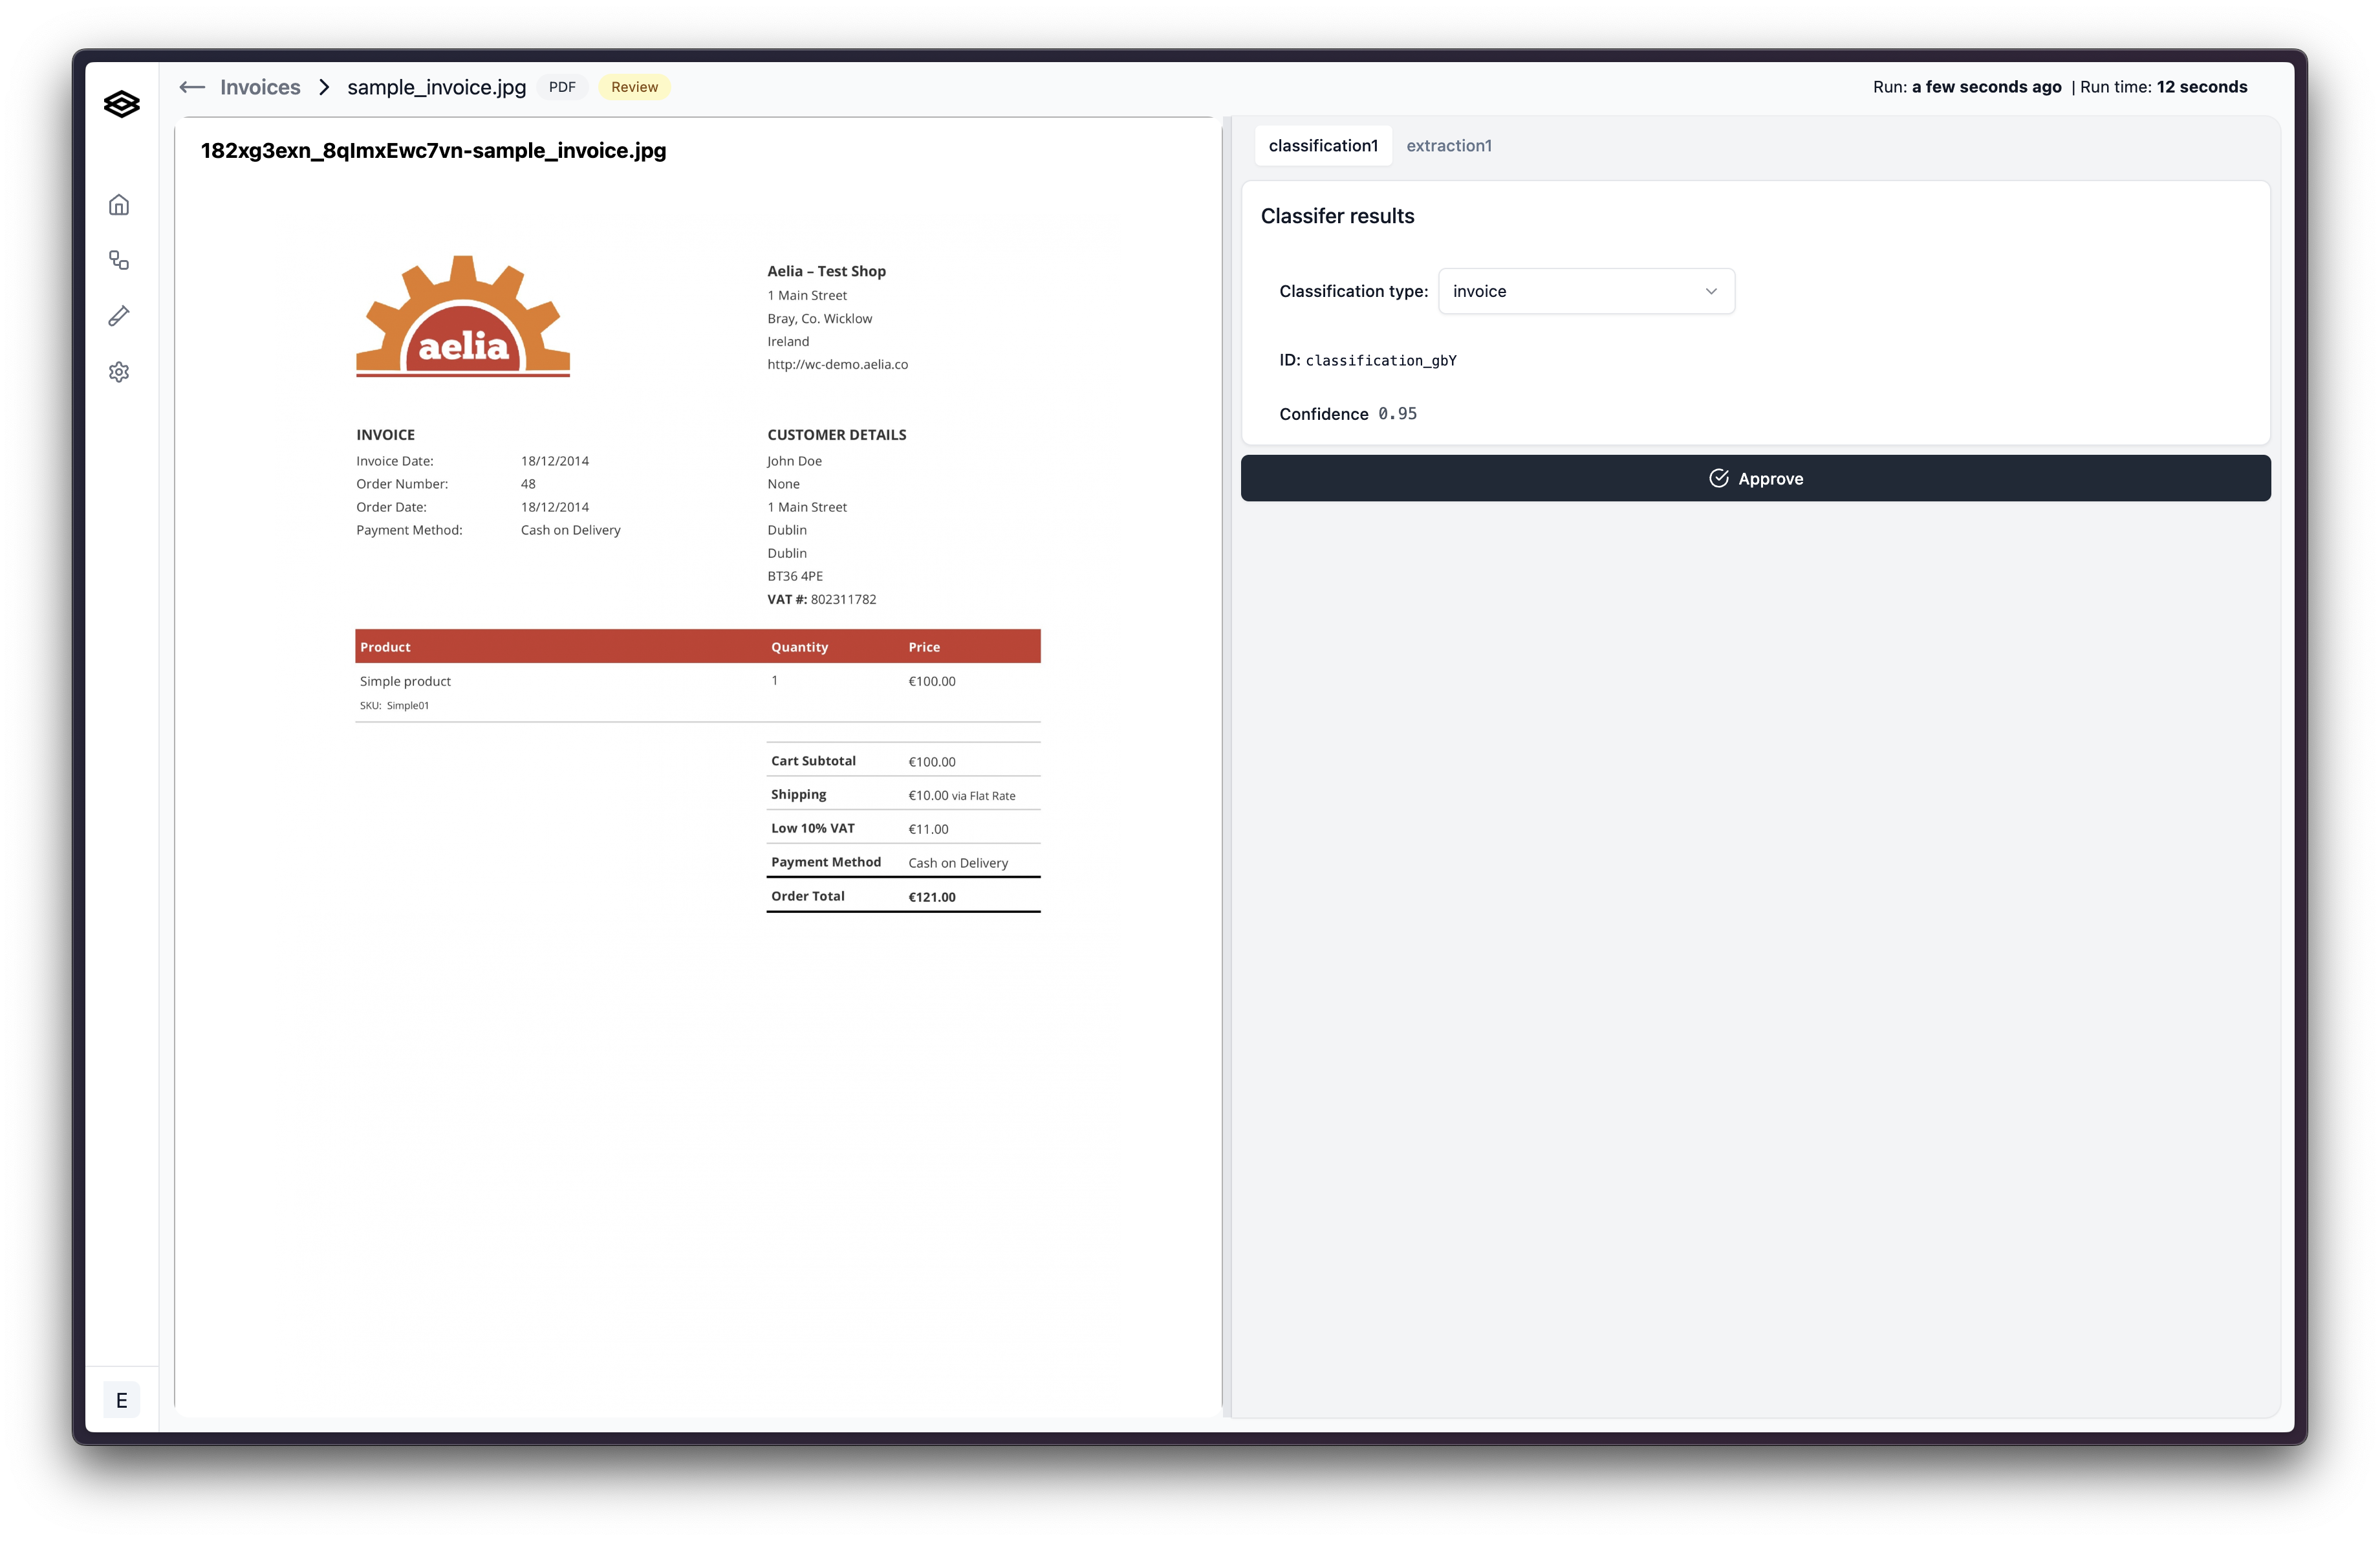 Invoices > sample_invoice.jpg PDF Review
Run: a few seconds ago | Run time: 12 seconds
182xg3exn_8qlmxEwc7vn-sample_invoice.jpg
aelia
Aelia – Test Shop
1 Main Street
Bray, Co. Wicklow
Ireland
http://wc-demo.aelia.co
INVOICE
Invoice Date: 18/12/2014
Order Number: 48
Order Date: 18/12/2014
Payment Method: Cash on Delivery
CUSTOMER DETAILS
John Doe
None
1 Main Street
Dublin
Dublin
BT36 4PE
VAT #: 802311782
Product Quantity Price
Simple product 1 €100.00
SKU: Simple01
Cart Subtotal €100.00
Shipping €10.00 via Flat Rate
Low 10% VAT €11.00
Payment Method Cash on Delivery
Order Total €121.00
classification1 extraction1
Classifer results
Classification type: invoice
ID: classification_gbY
Confidence 0.95
Approve
E